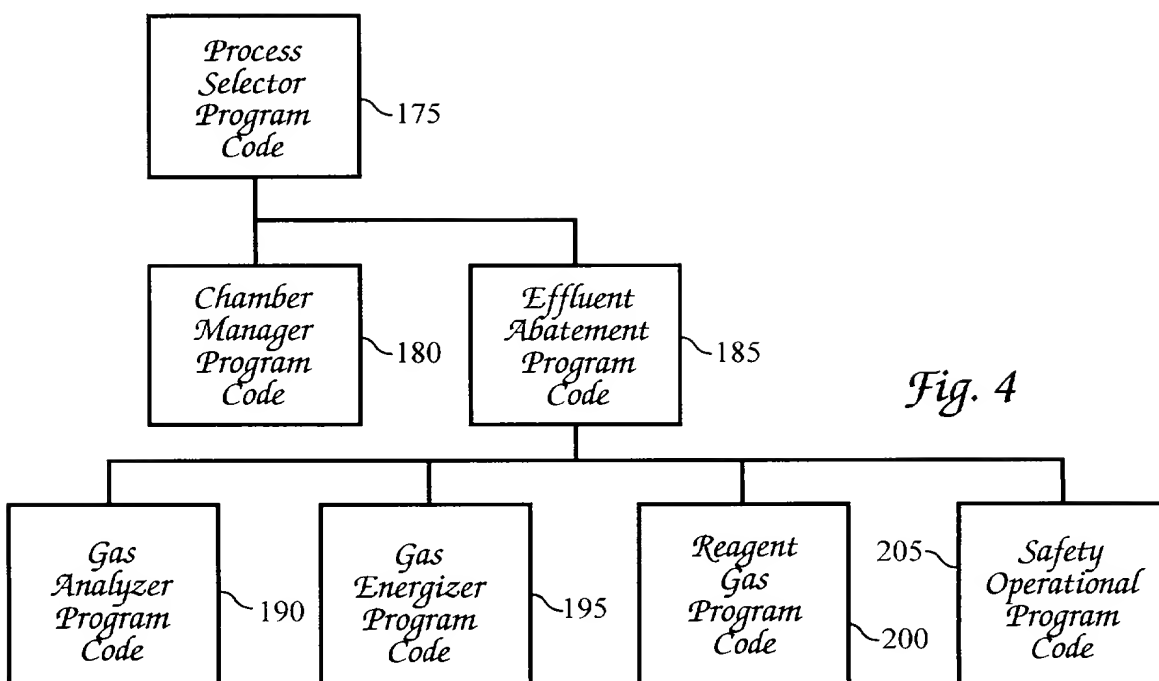 Process
Selector
Program
Code
175
Chamber
Manager
Program
Code
180
Effluent
Abatement
Program
Code
185
Fig. 4
Gas
Analyzer
Program
Code
190
Gas
Energizer
Program
Code
195
Reagent
Gas
Program
Code
200
205
Safety
Operational
Program
Code